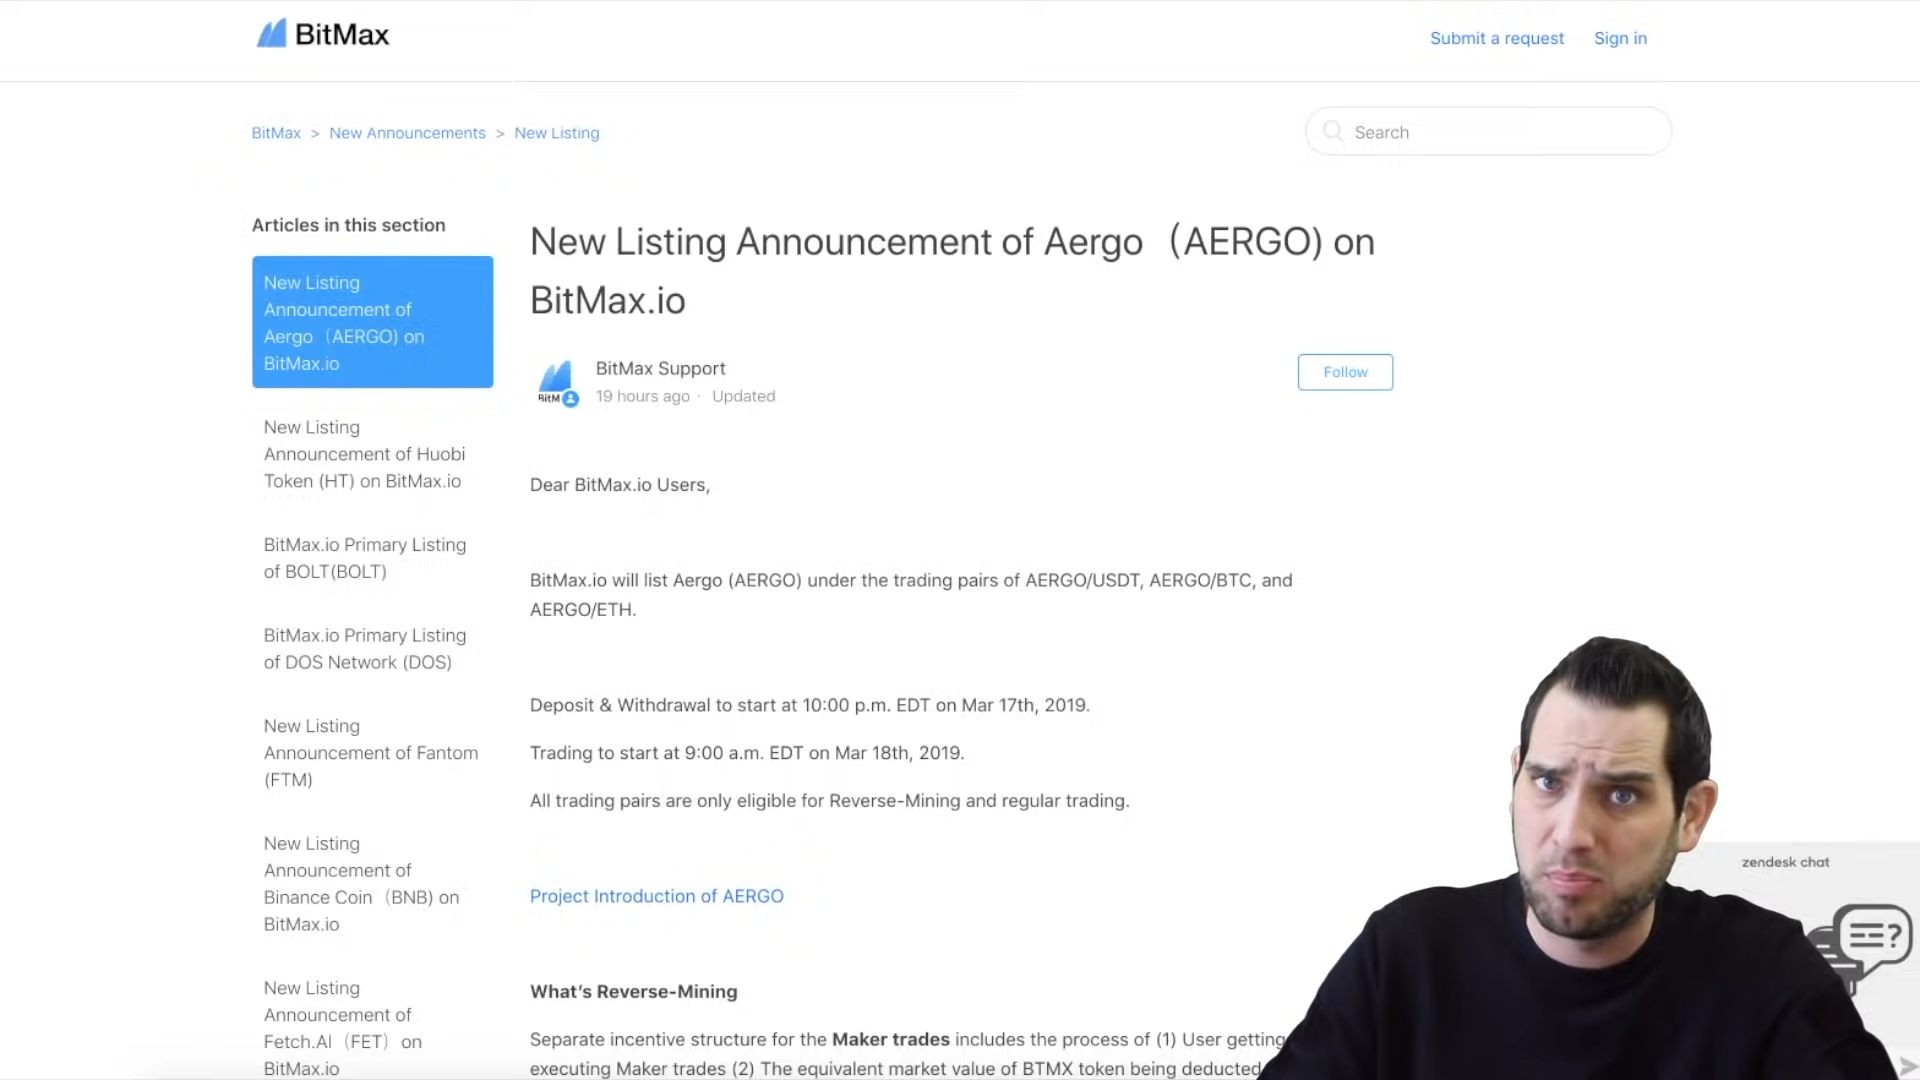 BitMax
Submit a request
Sign in
BitMax > New Announcements > New Listing
Search
Articles in this section
New Listing
Announcement of
Aergo（AERGO) on
BitMax.io
New Listing
Announcement of Huobi
Token (HT) on BitMax.io
BitMax.io Primary Listing
of BOLT(BOLT)
BitMax.io Primary Listing
of DOS Network (DOS)
New Listing
Announcement of Fantom
(FTM)
New Listing
Announcement of
Binance Coin（BNB) on
BitMax.io
New Listing
Announcement of
Fetch.AI（FET）on
BitMax.io
New Listing Announcement of Aergo（AERGO) on
BitMax.io
BitM
BitMax Support
19 hours ago · Updated
Follow
Dear BitMax.io Users,
BitMax.io will list Aergo (AERGO) under the trading pairs of AERGO/USDT, AERGO/BTC, and
AERGO/ETH.
Deposit & Withdrawal to start at 10:00 p.m. EDT on Mar 17th, 2019.
Trading to start at 9:00 a.m. EDT on Mar 18th, 2019.
All trading pairs are only eligible for Reverse-Mining and regular trading.
Project Introduction of AERGO
What's Reverse-Mining
Separate incentive structure for the Maker trades includes the process of (1) User getting
executing Maker trades (2) The equivalent market value of BTMX token being deducted
zendesk chat
?